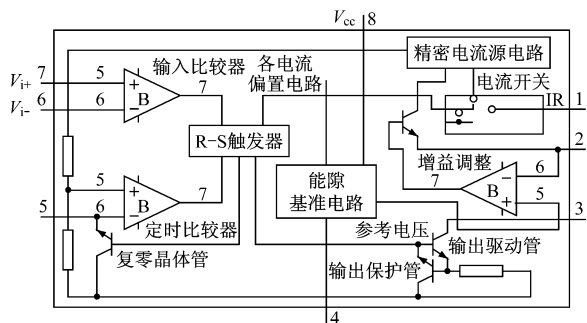 Vcc 8
精密电流源电路
Vi+ 7 5 输入比较器 各电流
+ 7 偏置电路 电流开关
Vi- 6 6 − B IR 1
R-S触发器
2
增益调整 6
5 + 7 能隙 7 B −
5 6 − B 基准电路 + 5
定时比较器 参考电压 3
复零晶体管 输出驱动管
输出保护管
4